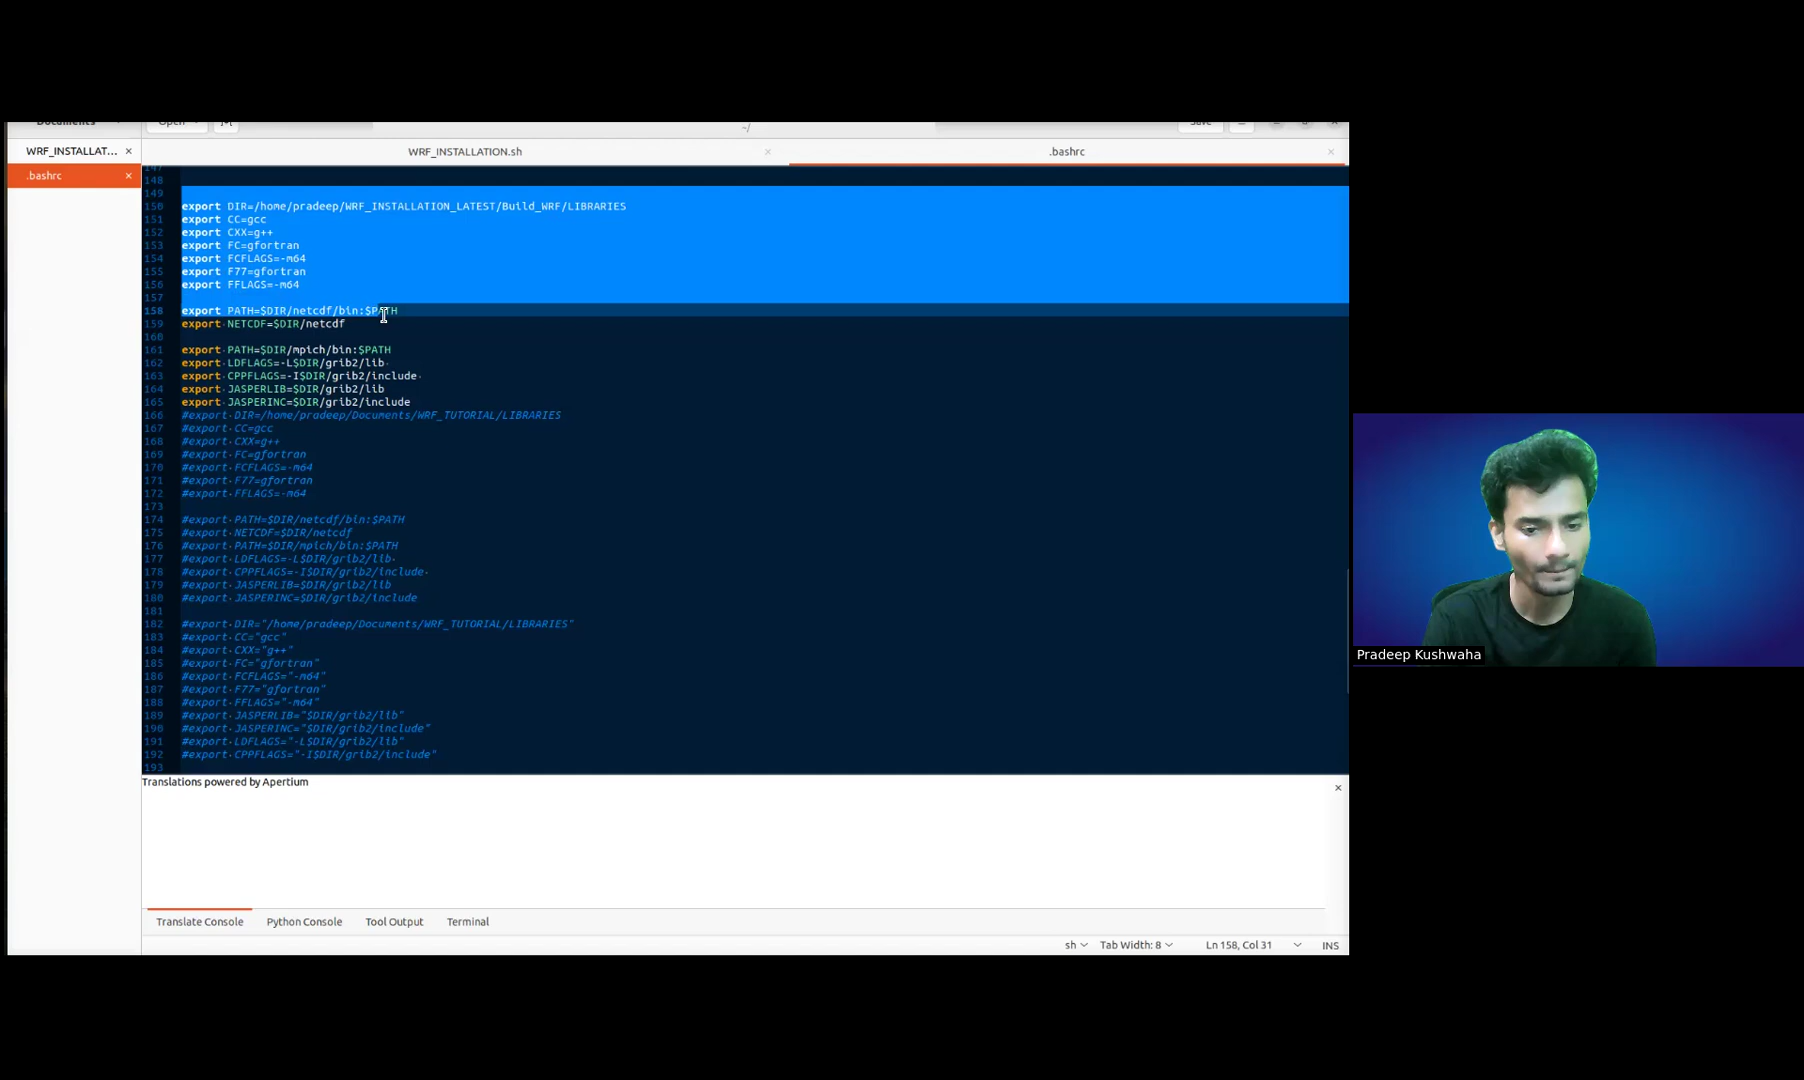 Documents
Open
~/
Save
WRF_INSTALLAT...
.bashrc
WRF_INSTALLATION.sh
.bashrc
147
148
149
150 export DIR=/home/pradeep/WRF_INSTALLATION_LATEST/Build_WRF/LIBRARIES
151 export CC=gcc
152 export CXX=g++
153 export FC=gfortran
154 export FCFLAGS=-m64
155 export F77=gfortran
156 export FFLAGS=-m64
157
158 export PATH=$DIR/netcdf/bin:$PATH
159 export NETCDF=$DIR/netcdf
160
161 export PATH=$DIR/mpich/bin:$PATH
162 export LDFLAGS=-L$DIR/grib2/lib
163 export CPPFLAGS=-I$DIR/grib2/include
164 export JASPERLIB=$DIR/grib2/lib
165 export JASPERINC=$DIR/grib2/include
166 #export DIR=/home/pradeep/Documents/WRF_TUTORIAL/LIBRARIES
167 #export CC=gcc
168 #export CXX=g++
169 #export FC=gfortran
170 #export FCFLAGS=-m64
171 #export F77=gfortran
172 #export FFLAGS=-m64
173
174 #export PATH=$DIR/netcdf/bin:$PATH
175 #export NETCDF=$DIR/netcdf
176 #export PATH=$DIR/mpich/bin:$PATH
177 #export LDFLAGS=-L$DIR/grib2/lib
178 #export CPPFLAGS=-I$DIR/grib2/include
179 #export JASPERLIB=$DIR/grib2/lib
180 #export JASPERINC=$DIR/grib2/include
181
182 #export DIR="/home/pradeep/Documents/WRF_TUTORIAL/LIBRARIES"
183 #export CC="gcc"
184 #export CXX="g++"
185 #export FC="gfortran"
186 #export FCFLAGS="-m64"
187 #export F77="gfortran"
188 #export FFLAGS="-m64"
189 #export JASPERLIB="$DIR/grib2/lib"
190 #export JASPERINC="$DIR/grib2/include"
191 #export LDFLAGS="-L$DIR/grib2/lib"
192 #export CPPFLAGS="-I$DIR/grib2/include"
193
Translations powered by Apertium
Translate Console Python Console Tool Output Terminal
sh Tab Width: 8 Ln 158, Col 31 INS
Pradeep Kushwaha